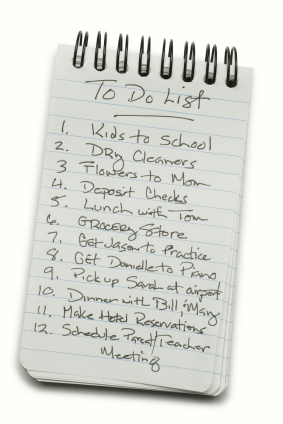 To Do List
1. Kids to School
2. Dry Cleaners
3 Flowers to Mom
4. Deposit Checks
5. Lunch with Tom
6. Grocery Store
7. Get Jason to Practice
8. Get Danielle to Piano
9. Pick up Sarah at airport
10. Dinner with Bill, Mary
11. Make Hotel Reservations
12. Schedule Parent/Teacher
Meeting